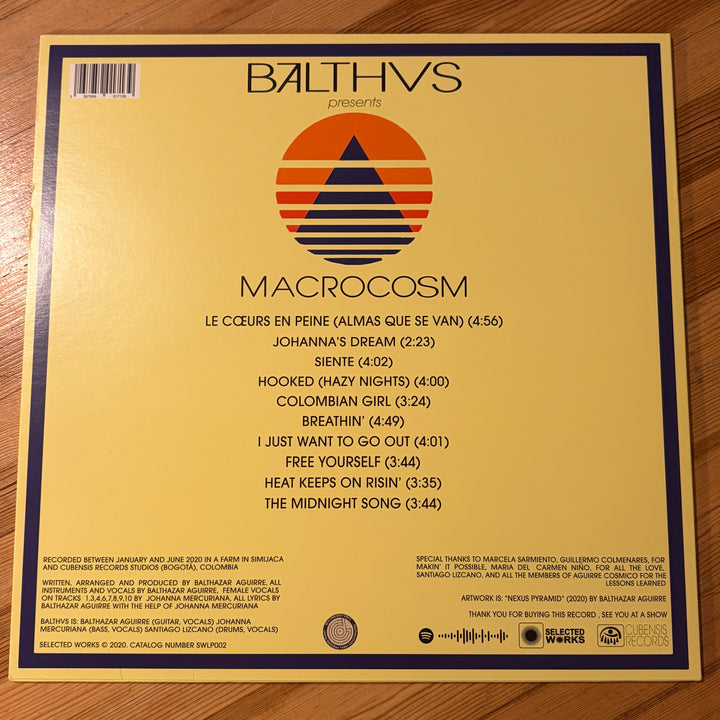 BALTHVS
presents
MACROCOSM
LE CŒURS EN PEINE (ALMAS QUE SE VAN) (4:56)
JOHANNA'S DREAM (2:23)
SIENTE (4:02)
HOOKED (HAZY NIGHTS) (4:00)
COLOMBIAN GIRL (3:24)
BREATHIN' (4:49)
I JUST WANT TO GO OUT (4:01)
FREE YOURSELF (3:44)
HEAT KEEPS ON RISIN' (3:35)
THE MIDNIGHT SONG (3:44)
RECORDED BETWEEN JANUARY AND JUNE 2020 IN A FARM IN SIMIJACA
AND CUBENSIS RECORDS STUDIOS (BOGOTÁ), COLOMBIA
WRITTEN, ARRANGED AND PRODUCED BY BALTHAZAR AGUIRRE, ALL
INSTRUMENTS AND VOCALS BY BALTHAZAR AGUIRRE, FEMALE VOCALS
ON TRACKS 1,3,4,6,7,8,9,10 BY JOHANNA MERCURIANA, ALL LYRICS BY
BALTHAZAR AGUIRRE WITH THE HELP OF JOHANNA MERCURIANA
BALTHVS IS: BALTHAZAR AGUIRRE (GUITAR, VOCALS) JOHANNA
MERCURIANA (BASS, VOCALS) SANTIAGO LIZCANO (DRUMS, VOCALS)
SELECTED WORKS © 2020. CATALOG NUMBER SWLP002
SPECIAL THANKS TO MARCELA SARMIENTO, GUILLERMO COLMENARES, FOR
MAKIN' IT POSSIBLE, MARIA DEL CARMEN NIÑO, FOR ALL THE LOVE,
SANTIAGO LIZCANO, AND ALL THE MEMBERS OF AGUIRRE COSMICO FOR THE
LESSONS LEARNED
ARTWORK IS: "NEXUS PYRAMID" (2020) BY BALTHAZAR AGUIRRE
THANK YOU FOR BUYING THIS RECORD , SEE YOU AT A SHOW
SELECTED
WORKS
CUBENSIS
RECORDS